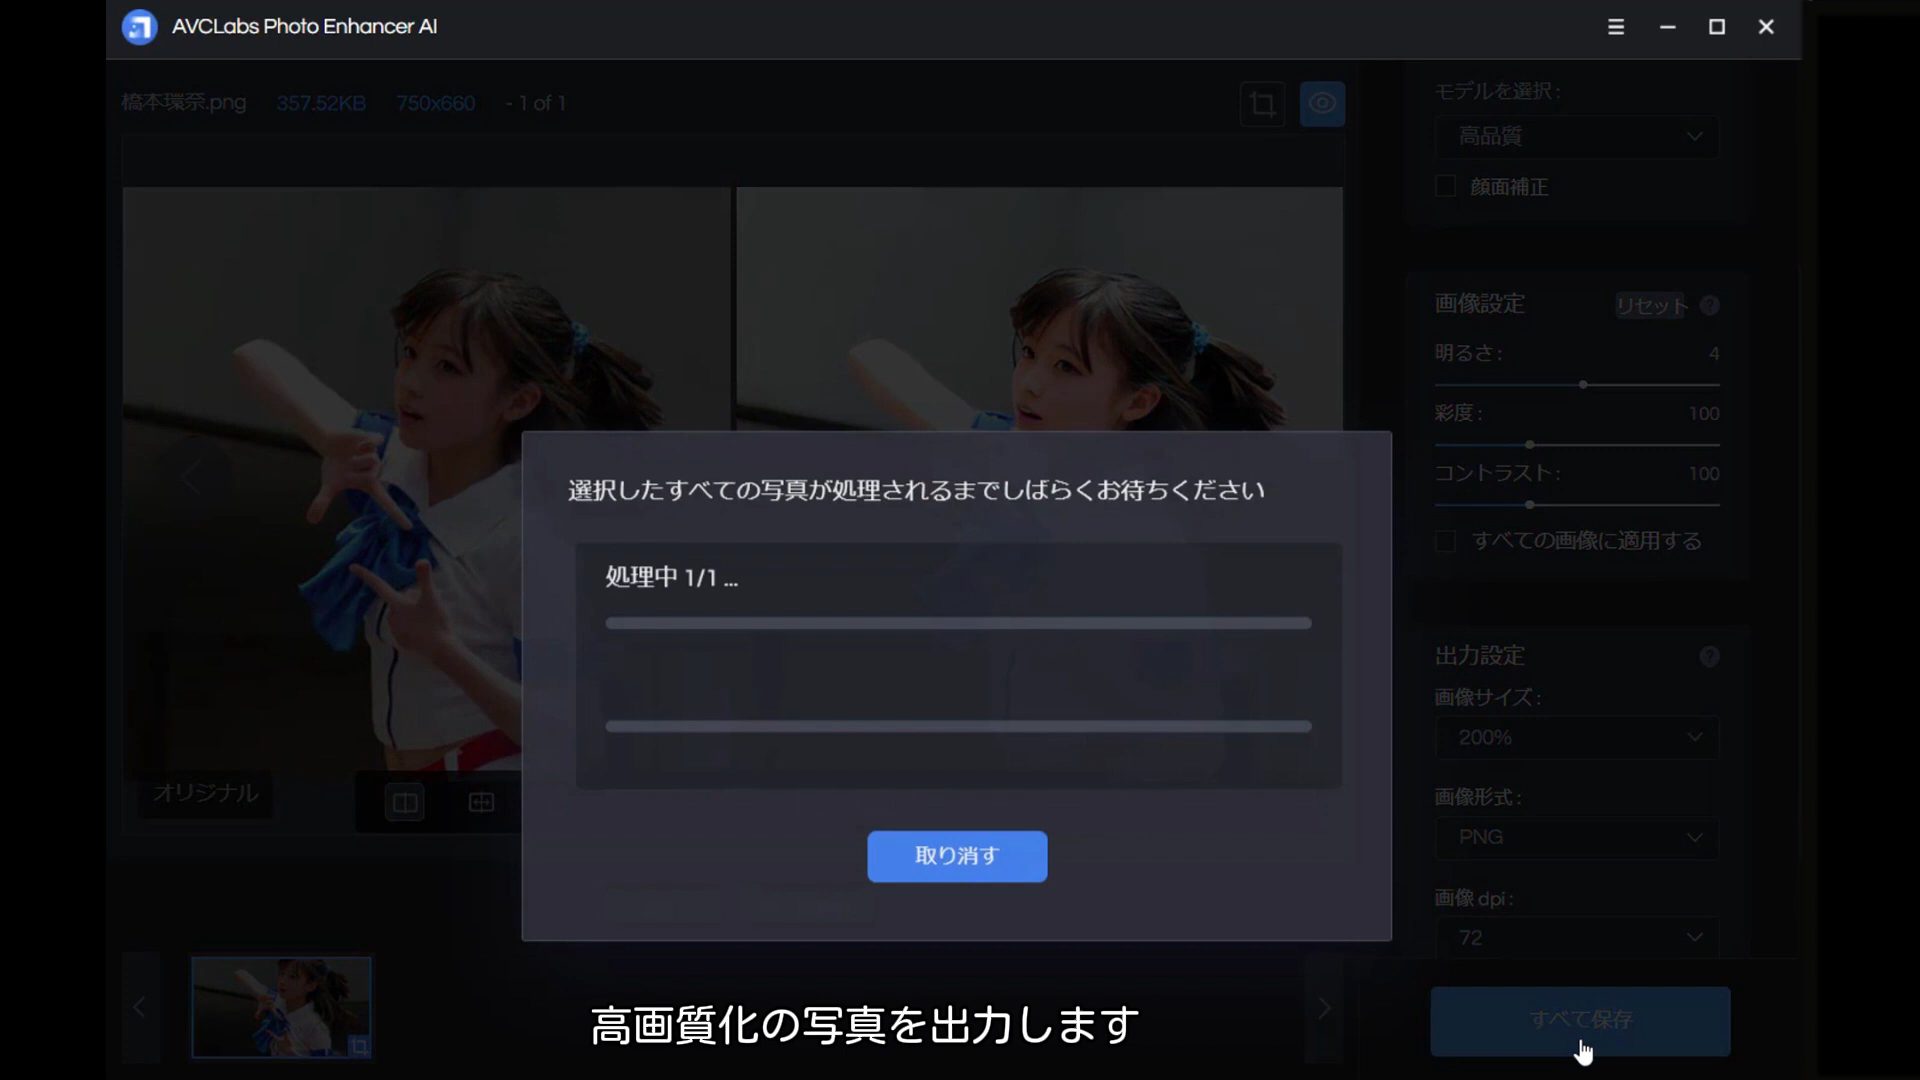 AVCLabs Photo Enhancer AI
橋本環奈.png 357.52KB 750x660 - 1 of 1
モデルを選択:
高品質
顔面補正
画像設定 リセット ?
明るさ: 4
彩度: 100
コントラスト: 100
すべての画像に適用する
選択したすべての写真が処理されるまでしばらくお待ちください
処理中 1/1 ...
取り消す
オリジナル
出力設定 ?
画像サイズ:
200%
画像形式:
PNG
画像 dpi:
72
すべて保存
高画質化の写真を出力します